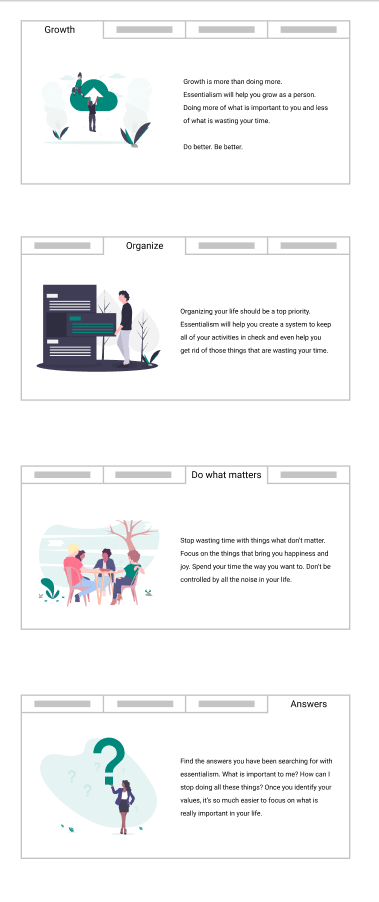 Growth
Growth is more than doing more.
Essentialism will help you grow as a person.
Doing more of what is important to you and less
of what is wasting your time.
Do better. Be better.
Organize
Organizing your life should be a top priority.
Essentialism will help you create a system to keep
all of your activities in check and even help you
get rid of those things that are wasting your time.
Do what matters
Stop wasting time with things what don't matter.
Focus on the things that bring you happiness and
joy. Spend your time the way you want to. Don't be
controlled by all the noise in your life.
Answers
Find the answers you have been searching for with
essentialism. What is important to me? How can I
stop doing all these things? Once you identify your
values, it's so much easier to focus on what is
really important in your life.